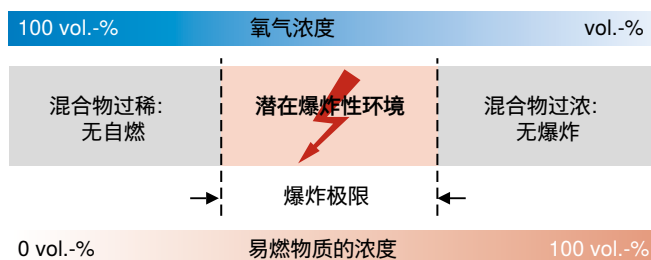 100 vol.-% 氧气浓度 vol.-%
混合物过稀:
无自燃
潜在爆炸性环境
混合物过浓:
无爆炸
爆炸极限
0 vol.-% 易燃物质的浓度 100 vol.-%